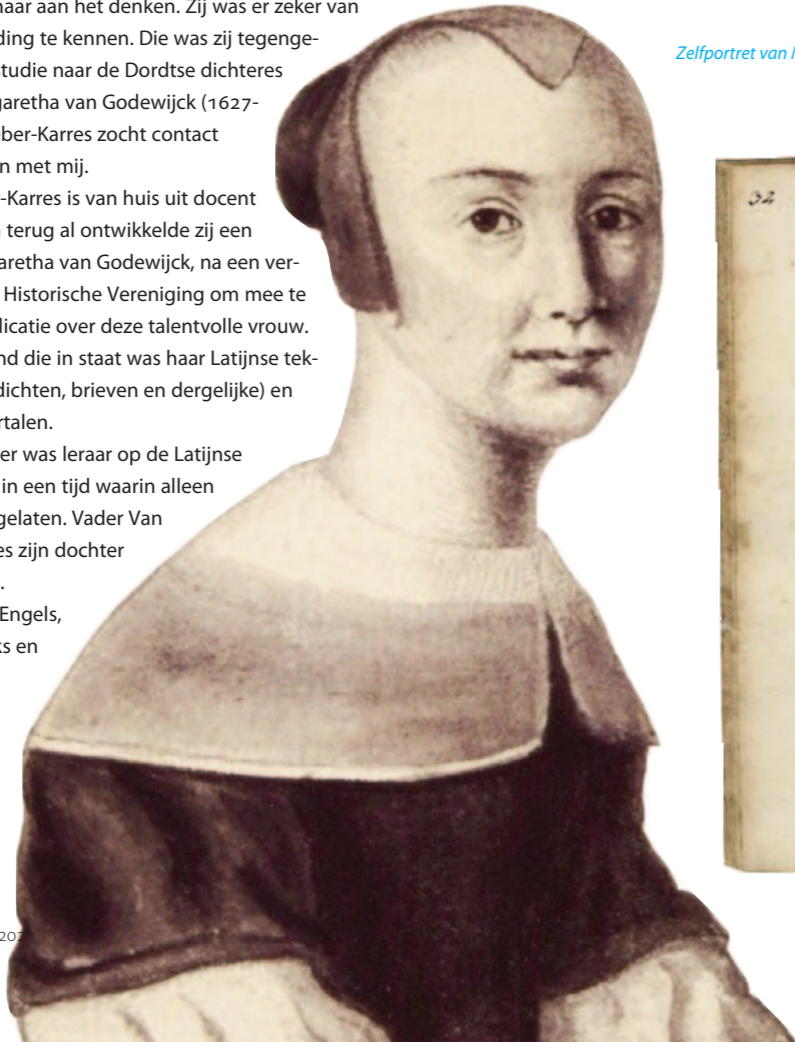 naar aan het denken. Zij was er zeker van
ding te kennen. Die was zij tegenge-
studie naar de Dordtse dichteres
garetha van Godewijck (1627-
ber-Karres zocht contact
n met mij.
-Karres is van huis uit docent
terug al ontwikkelde zij een
aretha van Godewijck, na een ver-
Historische Vereniging om mee te
licatie over deze talentvolle vrouw.
nd die in staat was haar Latijnse tek-
dichten, brieven en dergelijke) en
rtalen.
er was leraar op de Latijnse
in een tijd waarin alleen
gelaten. Vader Van
es zijn dochter
.
Engels,
ks en
202
Zelfportret van
32